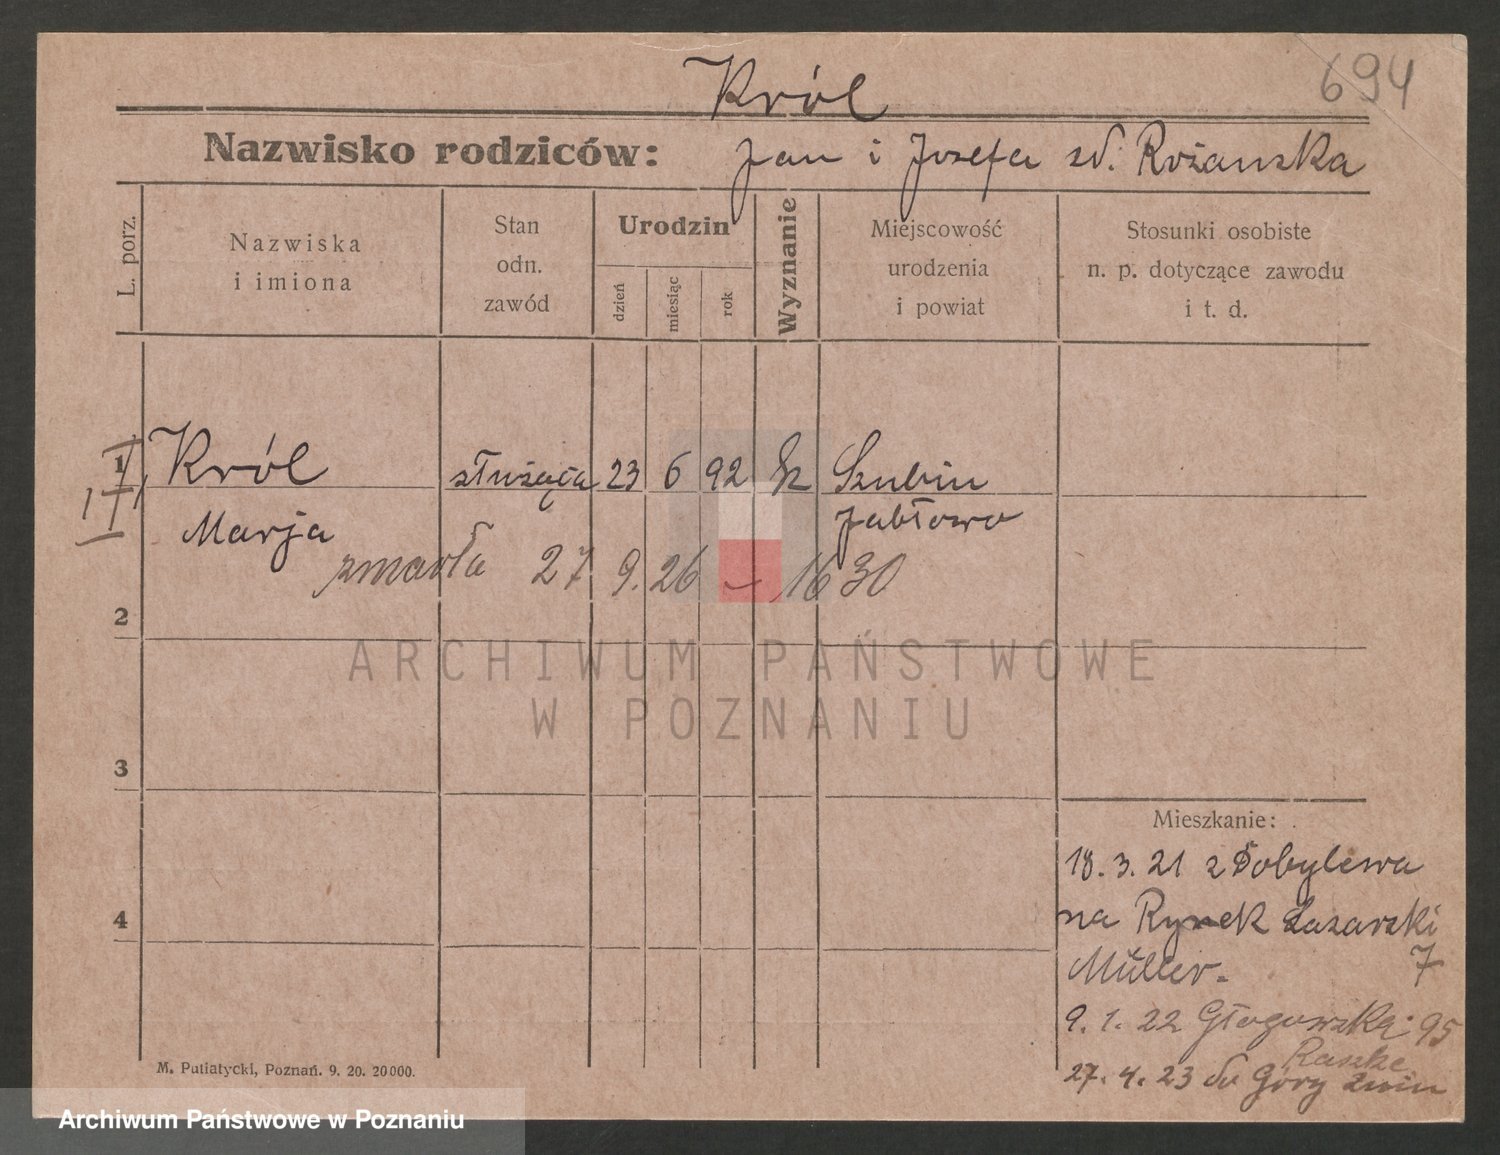 694
Król
Nazwisko rodziców: Jan i Józefa zd. Rożanska
L. porz.
Nazwiska
i imiona
Stan
odn.
zawód
Urodzin
dzień
miesiąc
rok
Wyznanie
Miejscowość
urodzenia
i powiat
Stosunki osobiste
n. p. dotyczące zawodu
i t. d.
1 Król służąca 23 6 92 Szubin
Marja Jabłowo
zmarła 27 9. 26 – 1630
2
ARCHIWUM PAŃSTWOWE
W POZNANIU
3
Mieszkanie:
18. 3. 21 z Dobylewa
4
na Rynek Łazarski
Müller. 7
9. 1. 22 Głogowska 95
Raszke
27. 4. 23 do Góry Żnin
M. Putiatycki, Poznań. 9. 20. 20000.
Archiwum Państwowe w Poznaniu